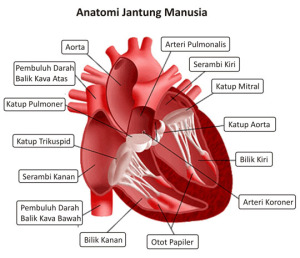 Anatomi Jantung Manusia
Aorta
Arteri Pulmonalis
Pembuluh Darah
Balik Kava Atas
Serambi Kiri
Katup Mitral
Katup Pulmoner
Katup Aorta
Katup Trikuspid
Bilik Kiri
Serambi Kanan
Arteri Koroner
Pembuluh Darah
Balik Kava Bawah
Bilik Kanan
Otot Papiler